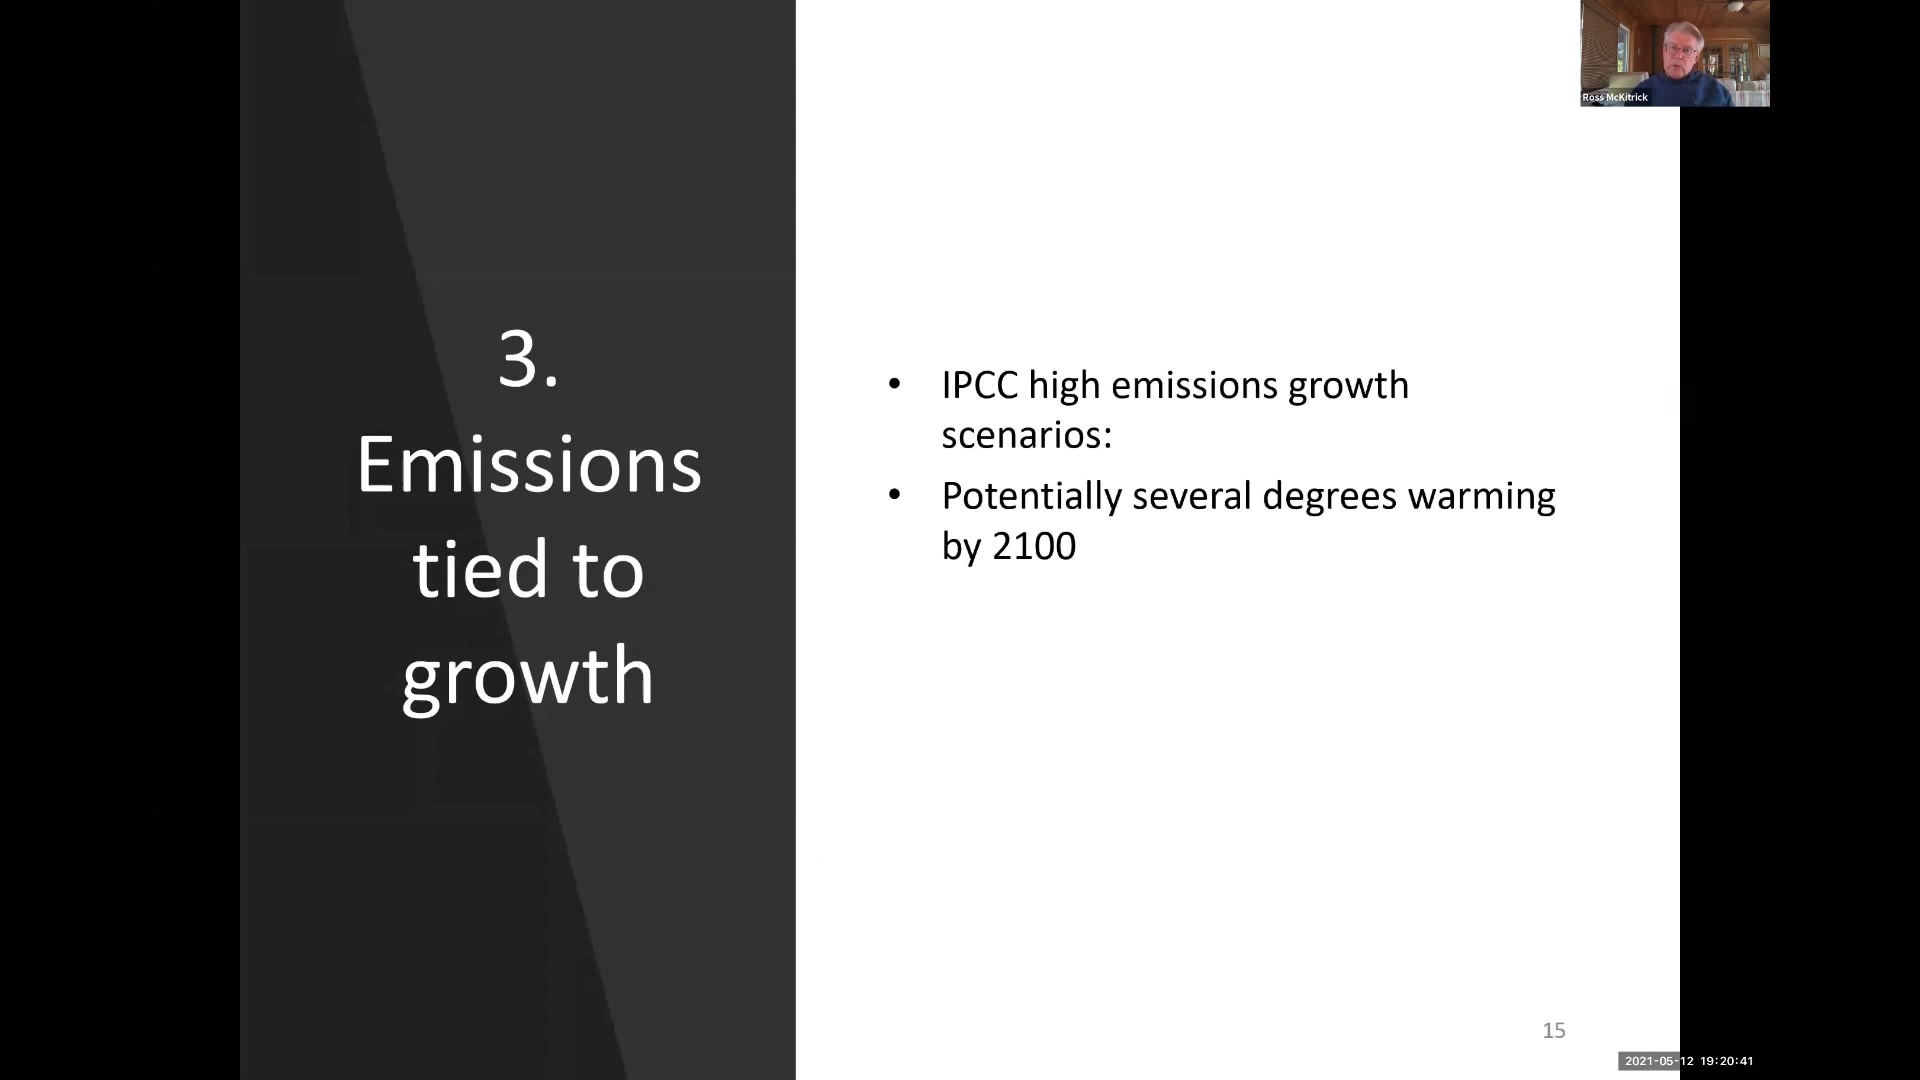 Ross McKitrick
3.
Emissions
tied to
growth
• IPCC high emissions growth
scenarios:
• Potentially several degrees warming
by 2100
15
2021-05-12 19:20:41